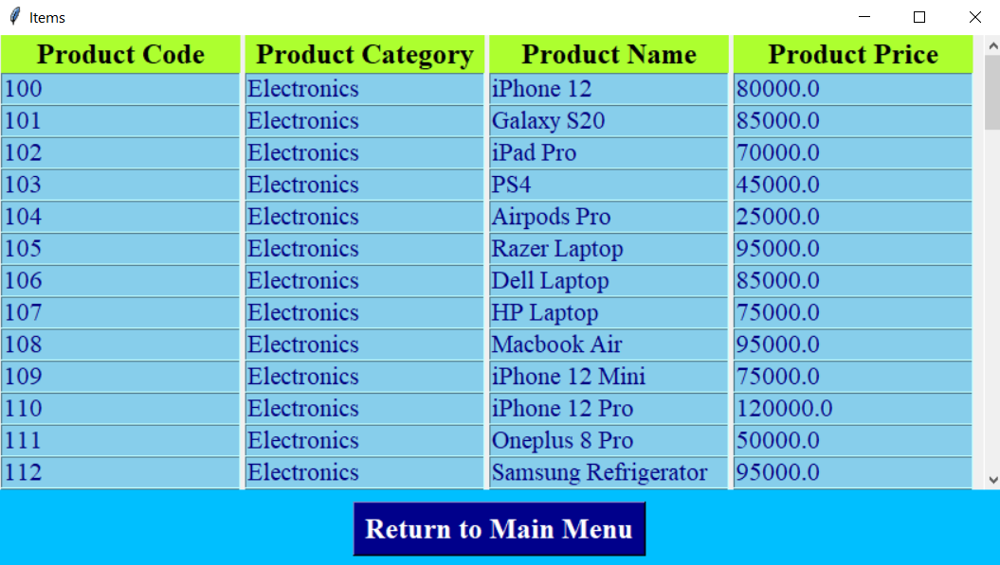 Items
Product Code Product Category Product Name Product Price
100 Electronics iPhone 12 80000.0
101 Electronics Galaxy S20 85000.0
102 Electronics iPad Pro 70000.0
103 Electronics PS4 45000.0
104 Electronics Airpods Pro 25000.0
105 Electronics Razer Laptop 95000.0
106 Electronics Dell Laptop 85000.0
107 Electronics HP Laptop 75000.0
108 Electronics Macbook Air 95000.0
109 Electronics iPhone 12 Mini 75000.0
110 Electronics iPhone 12 Pro 120000.0
111 Electronics Oneplus 8 Pro 50000.0
112 Electronics Samsung Refrigerator 95000.0
Return to Main Menu